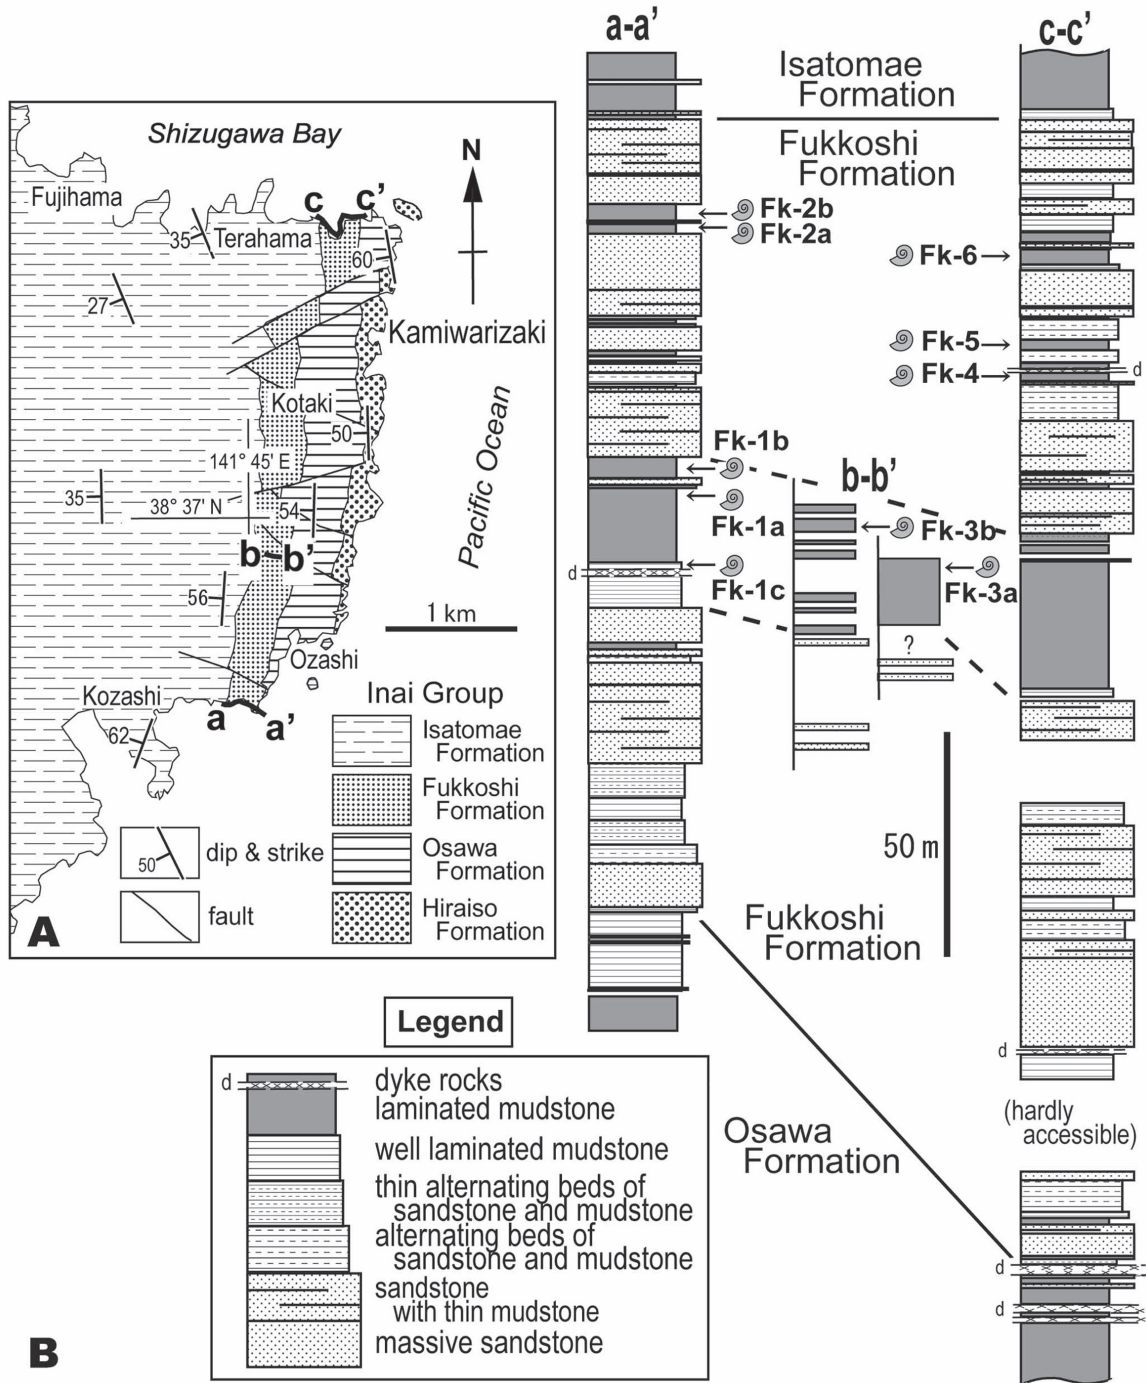 a-a'
c-c'
Isatomae
Formation
Fukkoshi
Formation
Shizugawa Bay
N
Fujihama
c c'
35
Terahama
60
27
Kamiwarizaki
Kotaki
50
141° 45' E
35
38° 37' N
54
b b'
Pacific Ocean
56
1 km
Ozashi
Kozashi
a a'
62
Inai Group
Isatomae
Formation
Fukkoshi
Formation
Osawa
Formation
Hiraiso
Formation
50
dip & strike
fault
A
Fk-2b
Fk-2a
Fk-6
Fk-5
Fk-4
d
Fk-1b
b-b'
Fk-1a
Fk-3b
d
Fk-1c
Fk-3a
?
50 m
Fukkoshi
Formation
d
(hardly
accessible)
Osawa
Formation
d
d
Legend
d
dyke rocks
laminated mudstone
well laminated mudstone
thin alternating beds of
sandstone and mudstone
alternating beds of
sandstone and mudstone
sandstone
with thin mudstone
massive sandstone
B